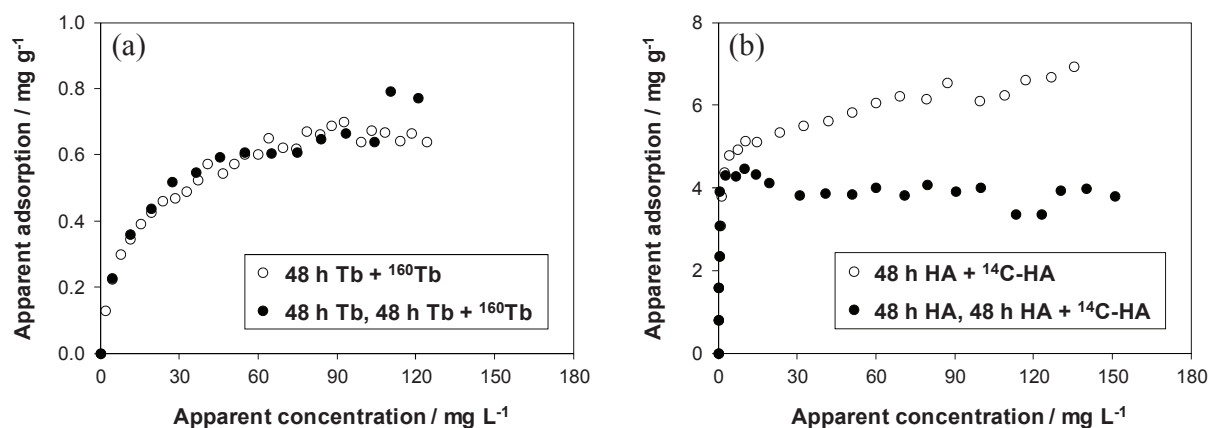 (a)
Apparent adsorption / mg g⁻¹
1.0
0.8
0.6
0.4
0.2
0.0
48 h Tb + ¹⁶⁰Tb
48 h Tb, 48 h Tb + ¹⁶⁰Tb
0 30 60 90 120 150 180
Apparent concentration / mg L⁻¹
(b)
Apparent adsorption / mg g⁻¹
8
6
4
2
0
48 h HA + ¹⁴C-HA
48 h HA, 48 h HA + ¹⁴C-HA
0 30 60 90 120 150 180
Apparent concentration / mg L⁻¹